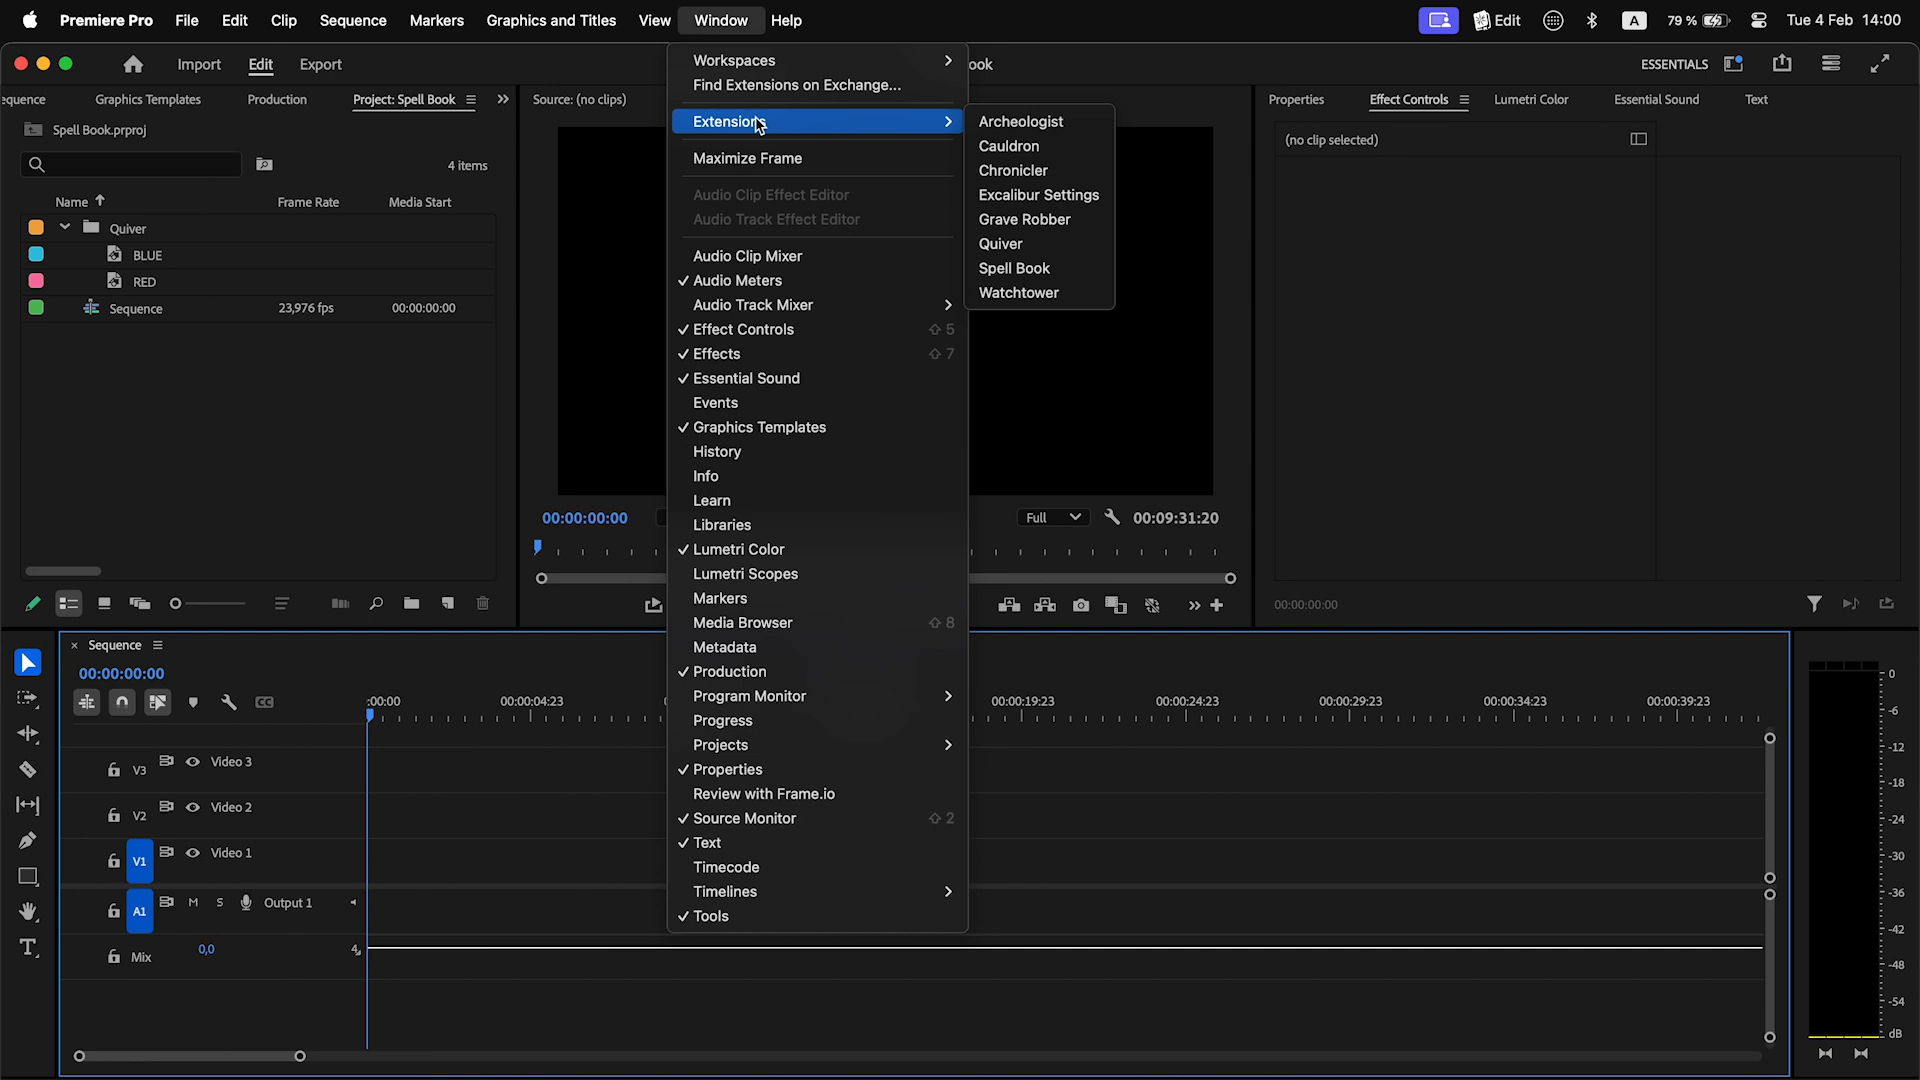 Premiere Pro File Edit Clip Sequence Markers Graphics and Titles View Window Help
Edit A 79 % Tue 4 Feb 14:00
Import Edit Export
ook
ESSENTIALS
equence Graphics Templates Production Project: Spell Book
Spell Book.prproj
4 items
Name Frame Rate Media Start
Quiver
BLUE
RED
Sequence 23,976 fps 00:00:00:00
Source: (no clips)
00:00:00:00
Full 00:09:31:20
Workspaces
Find Extensions on Exchange...
Extensions
Maximize Frame
Audio Clip Effect Editor
Audio Track Effect Editor
Audio Clip Mixer
Audio Meters
Audio Track Mixer
Effect Controls ⇧ 5
Effects ⇧ 7
Essential Sound
Events
Graphics Templates
History
Info
Learn
Libraries
Lumetri Color
Lumetri Scopes
Markers
Media Browser ⇧ 8
Metadata
Production
Program Monitor
Progress
Projects
Properties
Review with Frame.io
Source Monitor ⇧ 2
Text
Timecode
Timelines
Tools
Archeologist
Cauldron
Chronicler
Excalibur Settings
Grave Robber
Quiver
Spell Book
Watchtower
Properties Effect Controls Lumetri Color Essential Sound Text
(no clip selected)
00:00:00:00
× Sequence
00:00:00:00
CC
:00:00 00:00:04:23 00:00:19:23 00:00:24:23 00:00:29:23 00:00:34:23 00:00:39:23
V3 Video 3
V2 Video 2
V1 Video 1
A1 M S Output 1
Mix 0,0
0
-6
-12
-18
-24
-30
-36
-42
-48
-54
dB